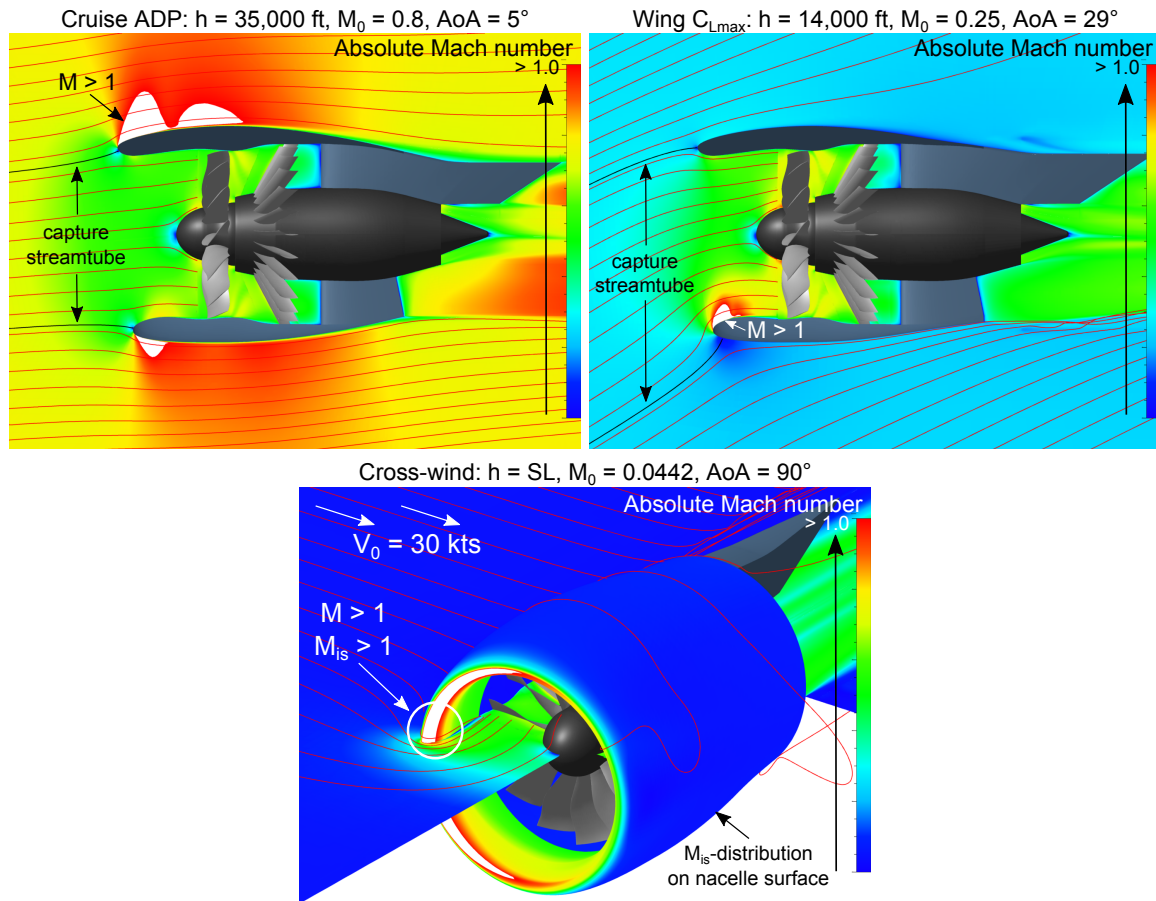 Cruise ADP: h = 35,000 ft, M₀ = 0.8, AoA = 5°
Absolute Mach number
> 1.0
M > 1
capture
streamtube
Wing C_Lmax: h = 14,000 ft, M₀ = 0.25, AoA = 29°
Absolute Mach number
> 1.0
capture
streamtube
M > 1
Cross-wind: h = SL, M₀ = 0.0442, AoA = 90°
Absolute Mach number
> 1.0
V₀ = 30 kts
M > 1
M_is > 1
M_is-distribution
on nacelle surface